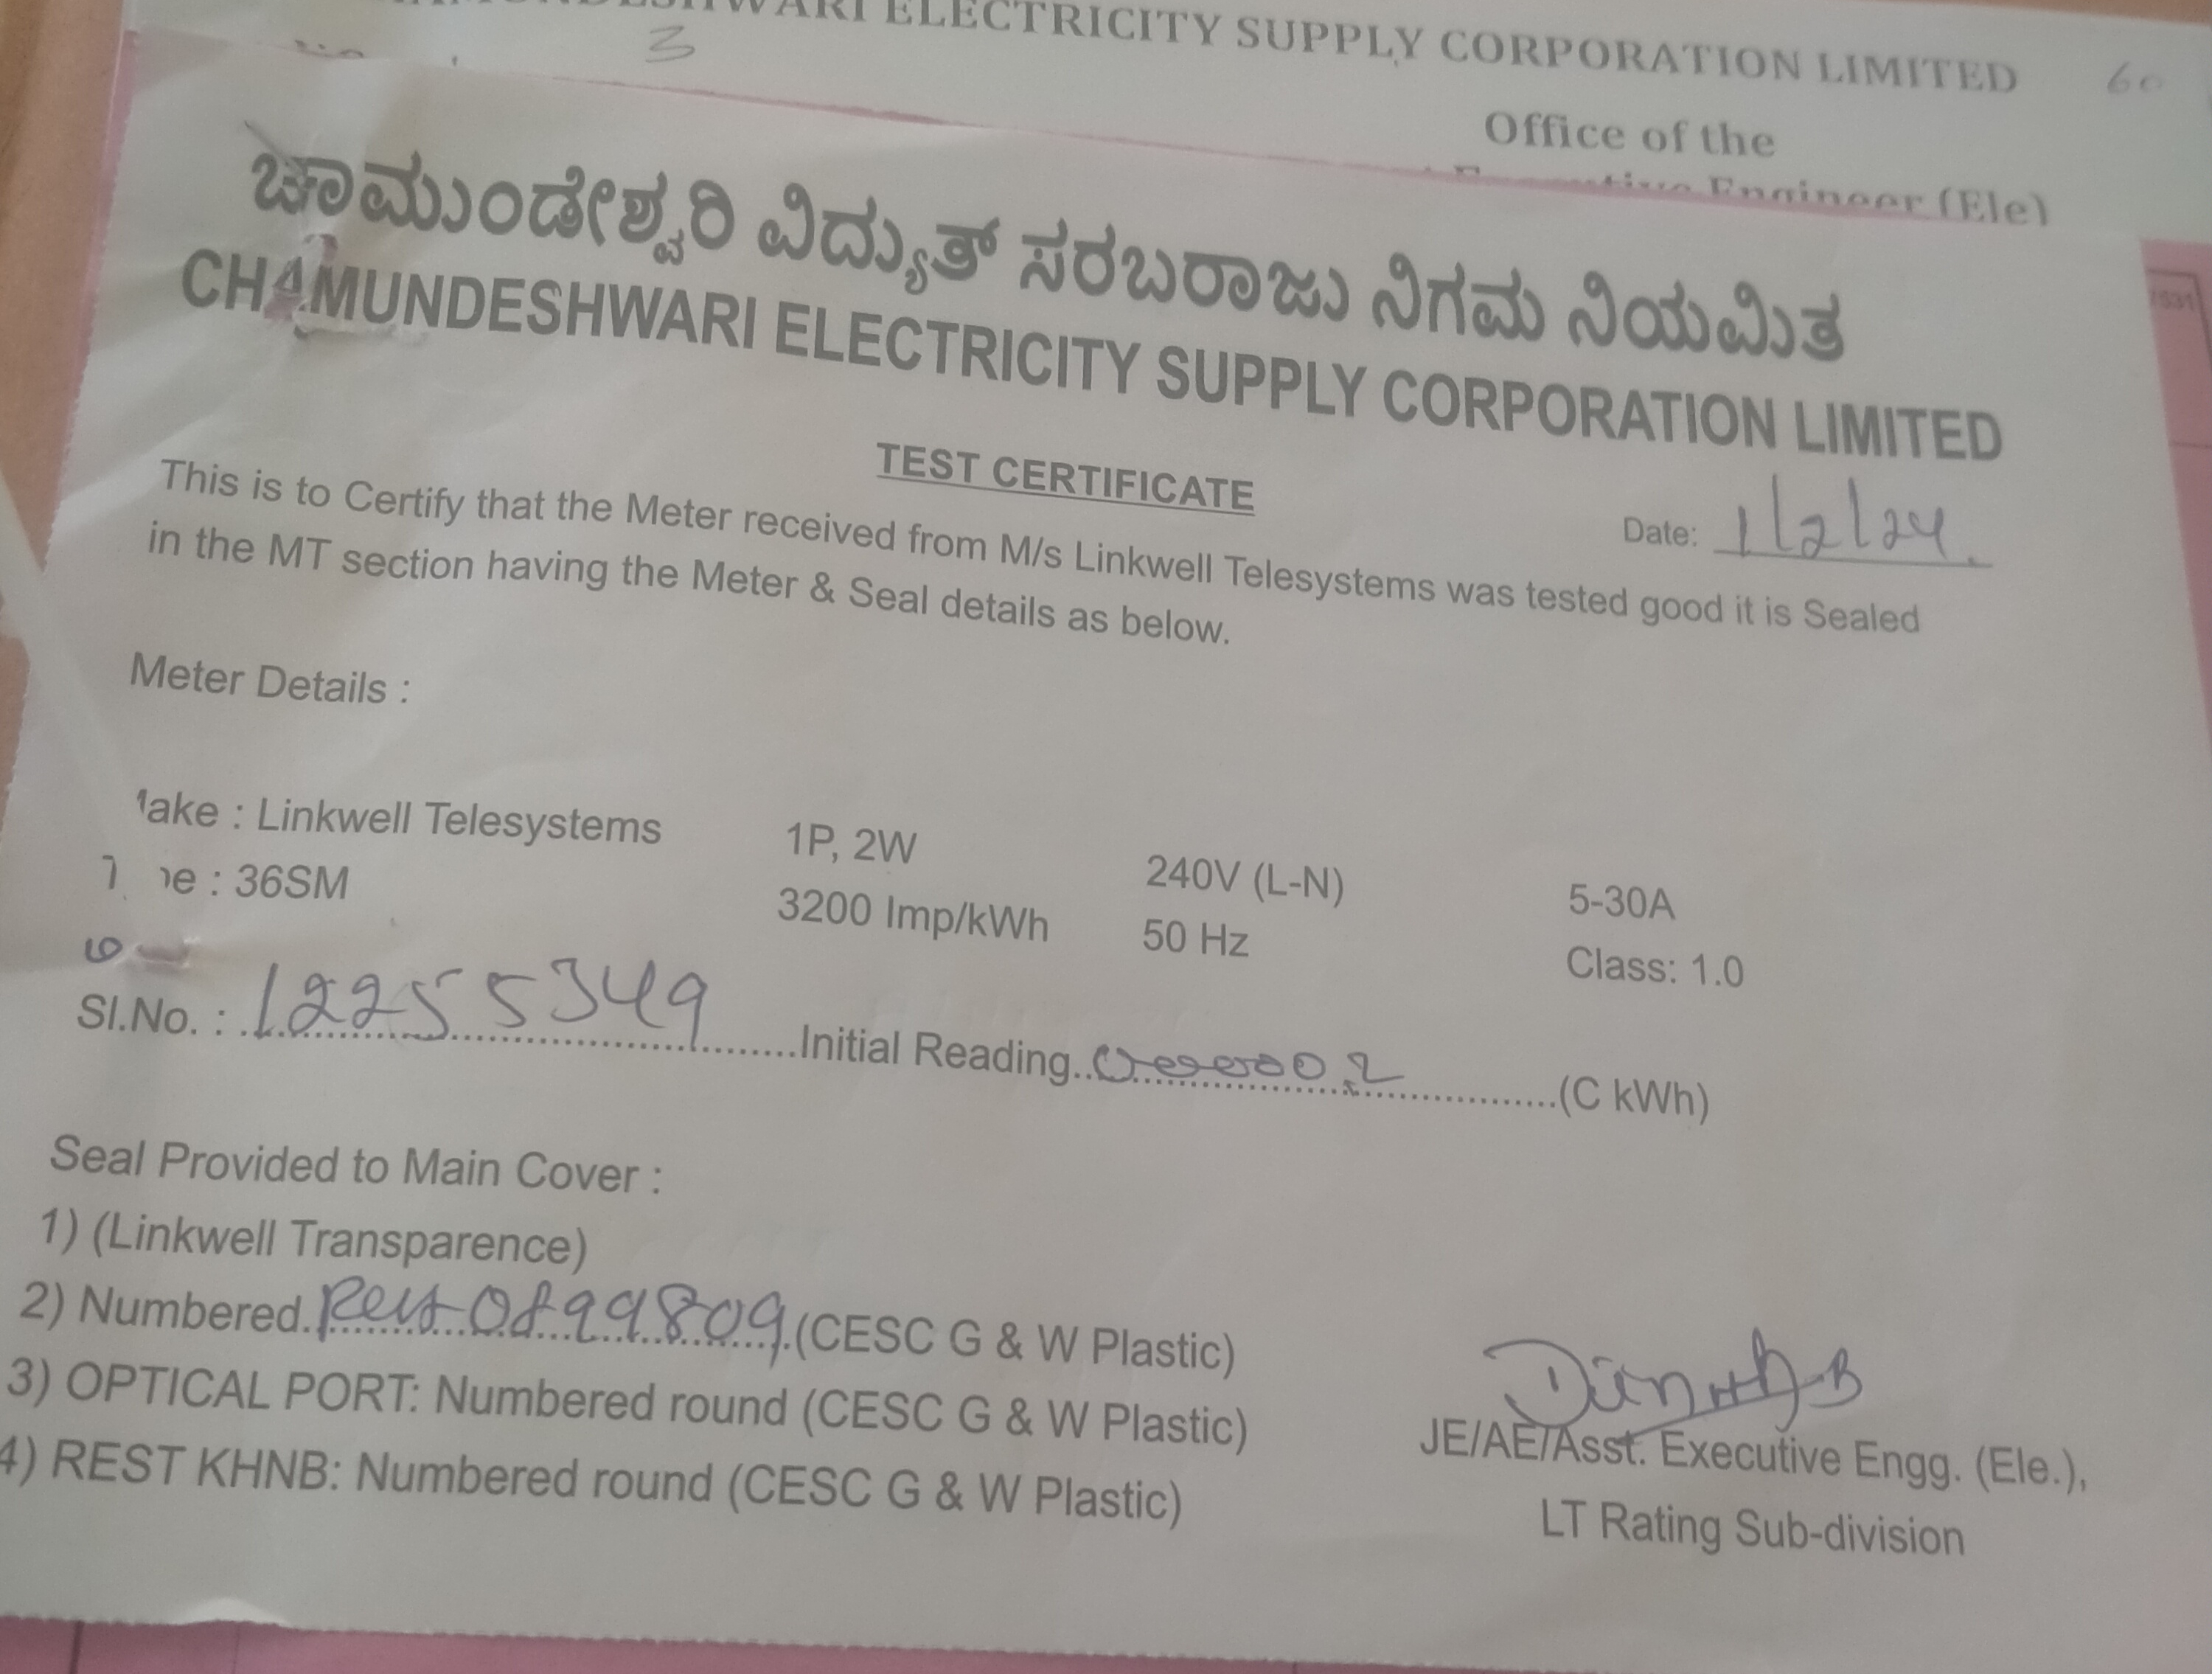 ELECTRICITY SUPPLY CORPORATION LIMITED
3
60
Office of the
Engineer (Ele)
ಚಾಮುಂಡೇಶ್ವರಿ ವಿದ್ಯುತ್ ಸರಬರಾಜು ನಿಗಮ ನಿಯಮಿತ
CHAMUNDESHWARI ELECTRICITY SUPPLY CORPORATION LIMITED
TEST CERTIFICATE
Date: 1/2/24
This is to Certify that the Meter received from M/s Linkwell Telesystems was tested good it is Sealed
in the MT section having the Meter & Seal details as below.
Meter Details :
ake : Linkwell Telesystems 1P, 2W 240V (L-N) 5-30A
: 36SM 3200 Imp/kWh 50 Hz Class: 1.0
Sl.No. : 12255349 Initial Reading (C kWh)
Seal Provided to Main Cover :
1) (Linkwell Transparence)
2) Numbered 0899809 (CESC G & W Plastic)
3) OPTICAL PORT: Numbered round (CESC G & W Plastic)
4) REST KHNB: Numbered round (CESC G & W Plastic)
JE/AE/Asst. Executive Engg. (Ele.),
LT Rating Sub-division